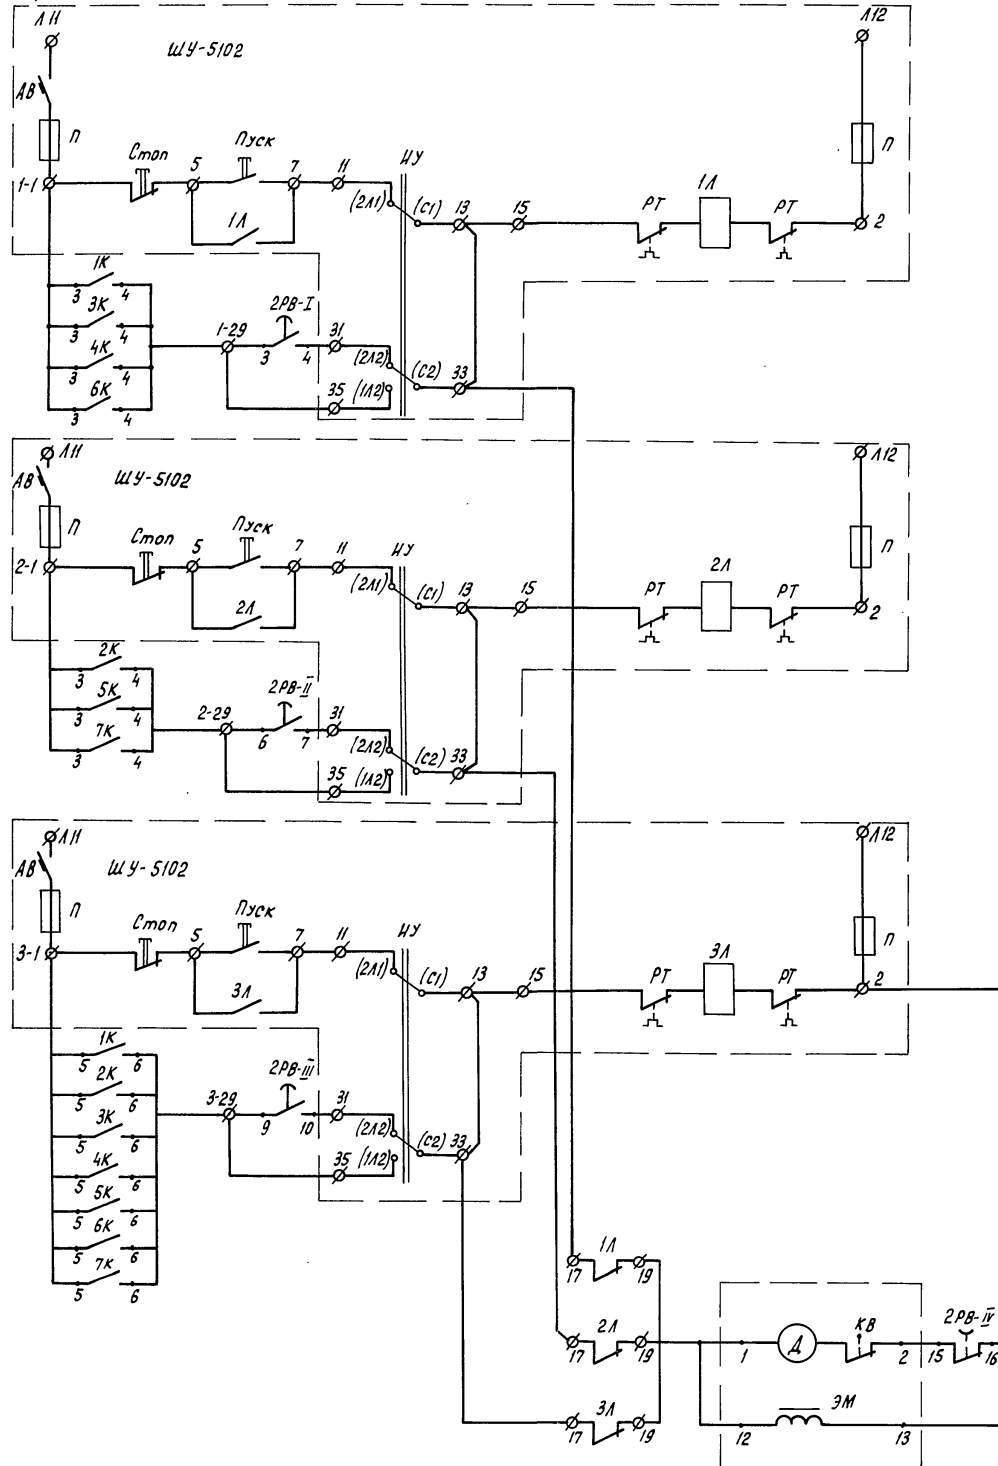 Л11 Л12
ШУ-5102
АВ
П П
Стоп 5 Пуск 7 11 ИУ
1-1 (2Л1) (С1) 13 15 РТ 1Л РТ 2
1Л
1К
3 4
3К
3 4
4К
3 4
6К
3 4
1-29 2РВ-I 31
3 4 (2Л2) (С2) 33
35 (1Л2)
Л11 Л12
ШУ-5102
АВ
П П
Стоп 5 Пуск 7 11 ИУ
2-1 (2Л1) (С1) 13 15 РТ 2Л РТ 2
2Л
2К
3 4
5К
3 4
7К
3 4
2-29 2РВ-II 31
6 7 (2Л2) (С2) 33
35 (1Л2)
Л11 Л12
ШУ-5102
АВ
П П
Стоп 5 Пуск 7 11 ИУ
3-1 (2Л1) (С1) 13 15 РТ 3Л РТ 2
3Л
1К
5 6
2К
5 6
3К
5 6
4К
5 6
5К
5 6
6К
5 6
7К
5 6
3-29 2РВ-III 31
9 10 (2Л2) (С2) 33
35 (1Л2)
1Л
17 19
2Л
17 19
3Л
17 19
КВ 2РВ-IV
1 Д 2 15 16
ЭМ
12 13